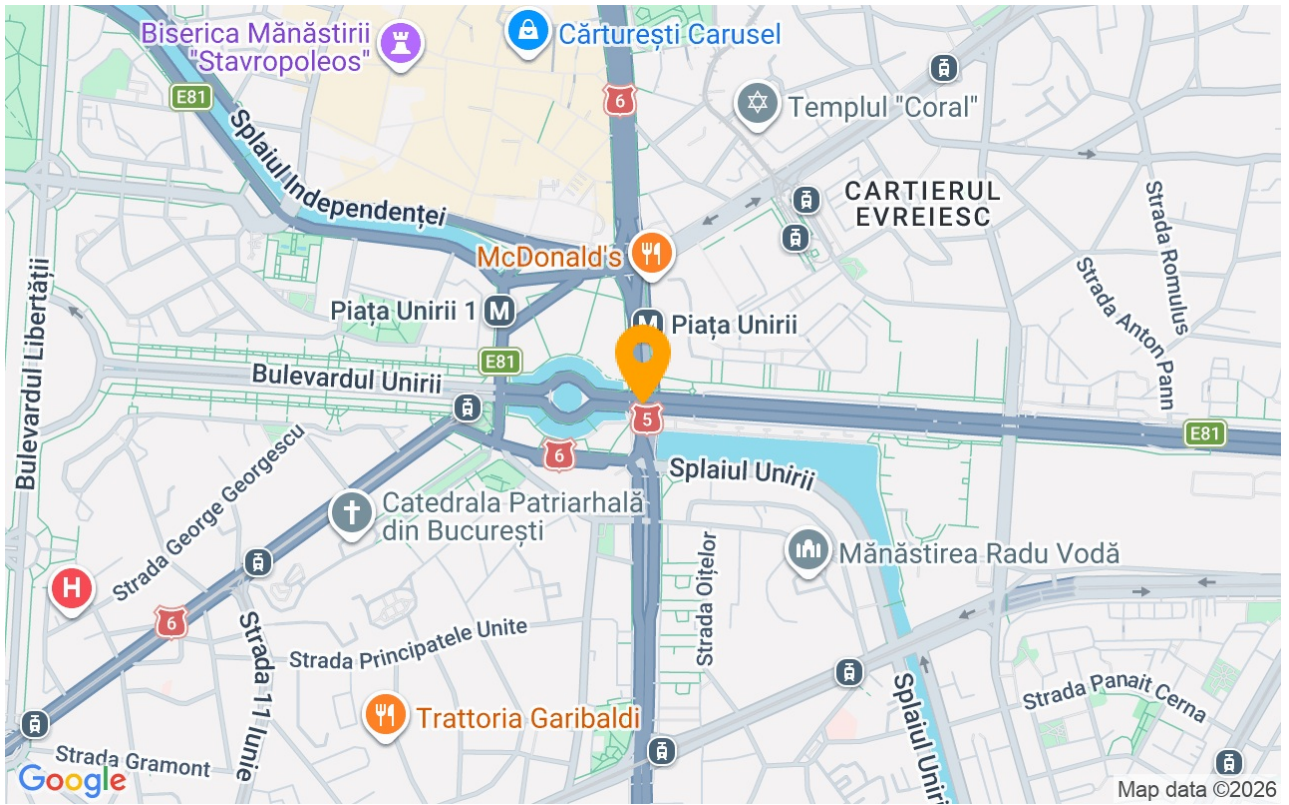 Biserica Mănăstirii
"Stavropoleos"
Cărturești Carusel
E81
6
Templul "Coral"
Splaiul Independenței
CARTIERUL
EVREIESC
Strada Romulus
McDonald's
Strada Anton Pann
Bulevardul Libertății
Piața Unirii 1
M
M
Piața Unirii
E81
Bulevardul Unirii
5
E81
6
Splaiul Unirii
Strada George Georgescu
Catedrala Patriarhală
din București
Strada Oițelor
Mănăstirea Radu Vodă
H
6
Strada 11 Iunie
Strada Principatele Unite
Splaiul Unirii
Strada Panait Cerna
Trattoria Garibaldi
Strada Gramont
Google
Map data ©2026